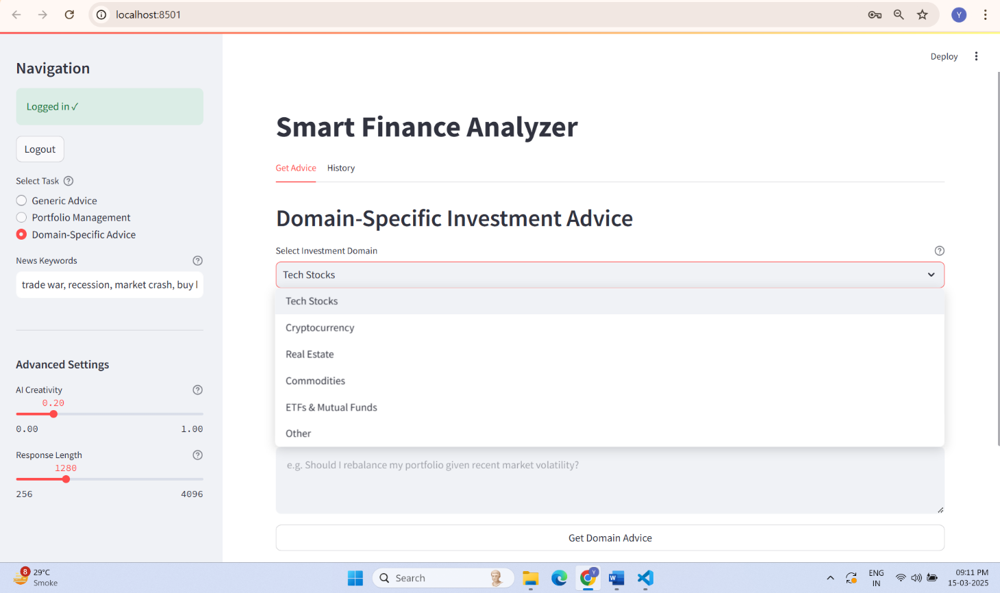 localhost:8501
Y
Deploy
Navigation
Logged in ✓
Logout
Select Task
Generic Advice
Portfolio Management
Domain-Specific Advice
News Keywords
trade war, recession, market crash, buy
Advanced Settings
AI Creativity
0.20
0.00 1.00
Response Length
1280
256 4096
Smart Finance Analyzer
Get Advice History
Domain-Specific Investment Advice
Select Investment Domain
Tech Stocks
Tech Stocks
Cryptocurrency
Real Estate
Commodities
ETFs & Mutual Funds
Other
e.g. Should I rebalance my portfolio given recent market volatility?
Get Domain Advice
8
29°C
Smoke
Search
Y
W
ENG
IN
09:11 PM
15-03-2025